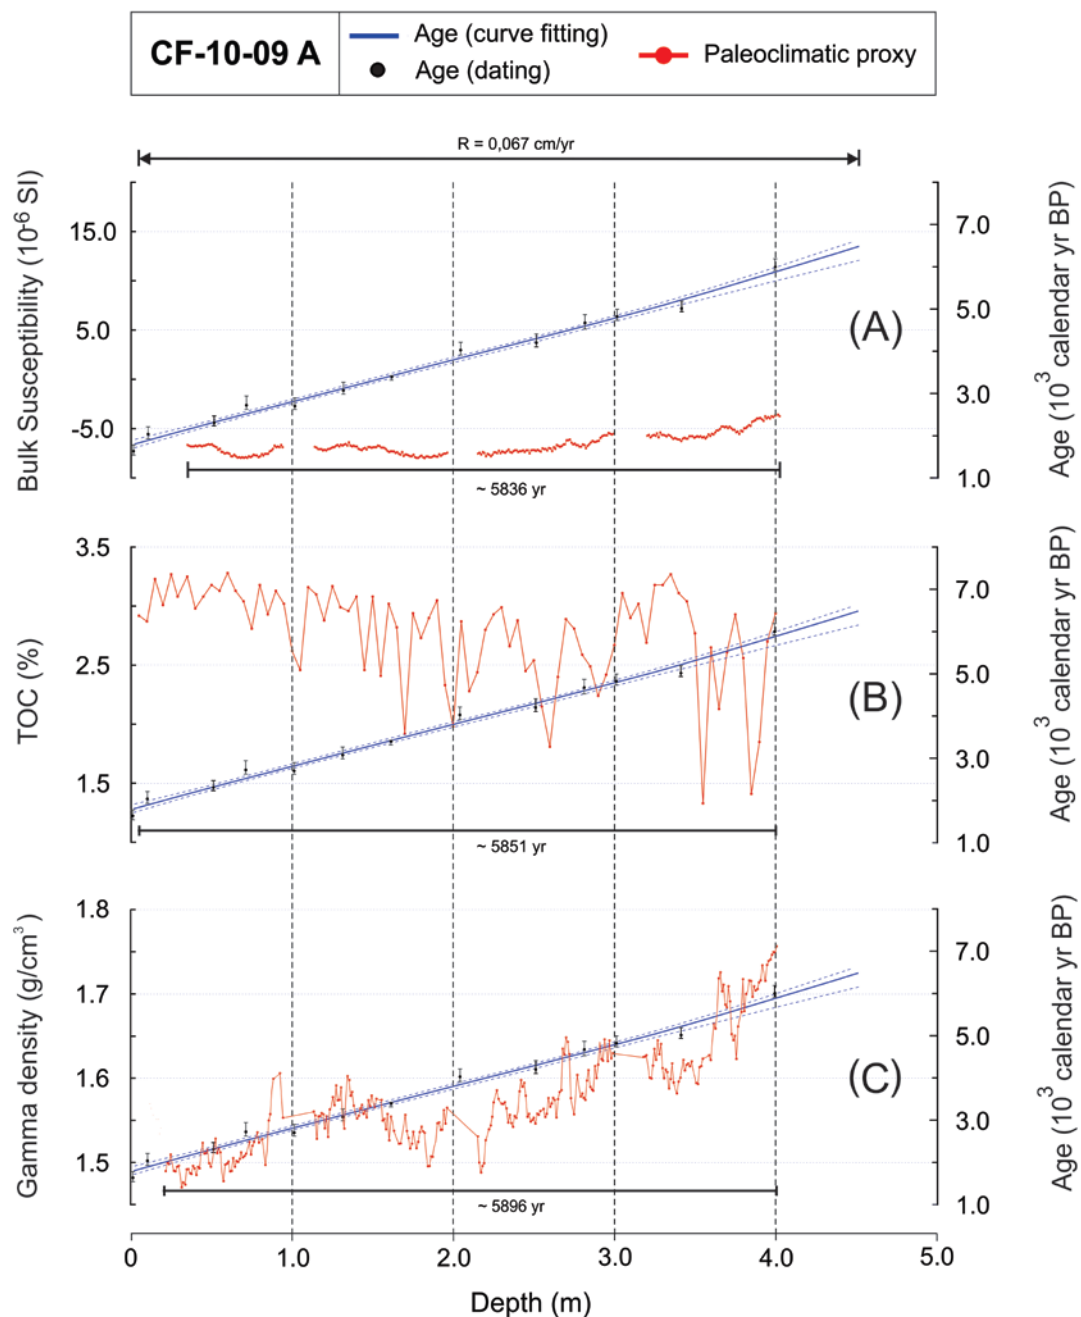 CF-10-09 A
Age (curve fitting)
Age (dating)
Paleoclimatic proxy
R = 0,067 cm/yr
Bulk Susceptibility (10⁻⁶ SI)
15.0
5.0
-5.0
(A)
7.0
5.0
3.0
1.0
Age (10³ calendar yr BP)
~ 5836 yr
TOC (%)
3.5
2.5
1.5
(B)
7.0
5.0
3.0
1.0
Age (10³ calendar yr BP)
~ 5851 yr
Gamma density (g/cm³)
1.8
1.7
1.6
1.5
(C)
7.0
5.0
3.0
1.0
Age (10³ calendar yr BP)
~ 5896 yr
0 1.0 2.0 3.0 4.0 5.0
Depth (m)